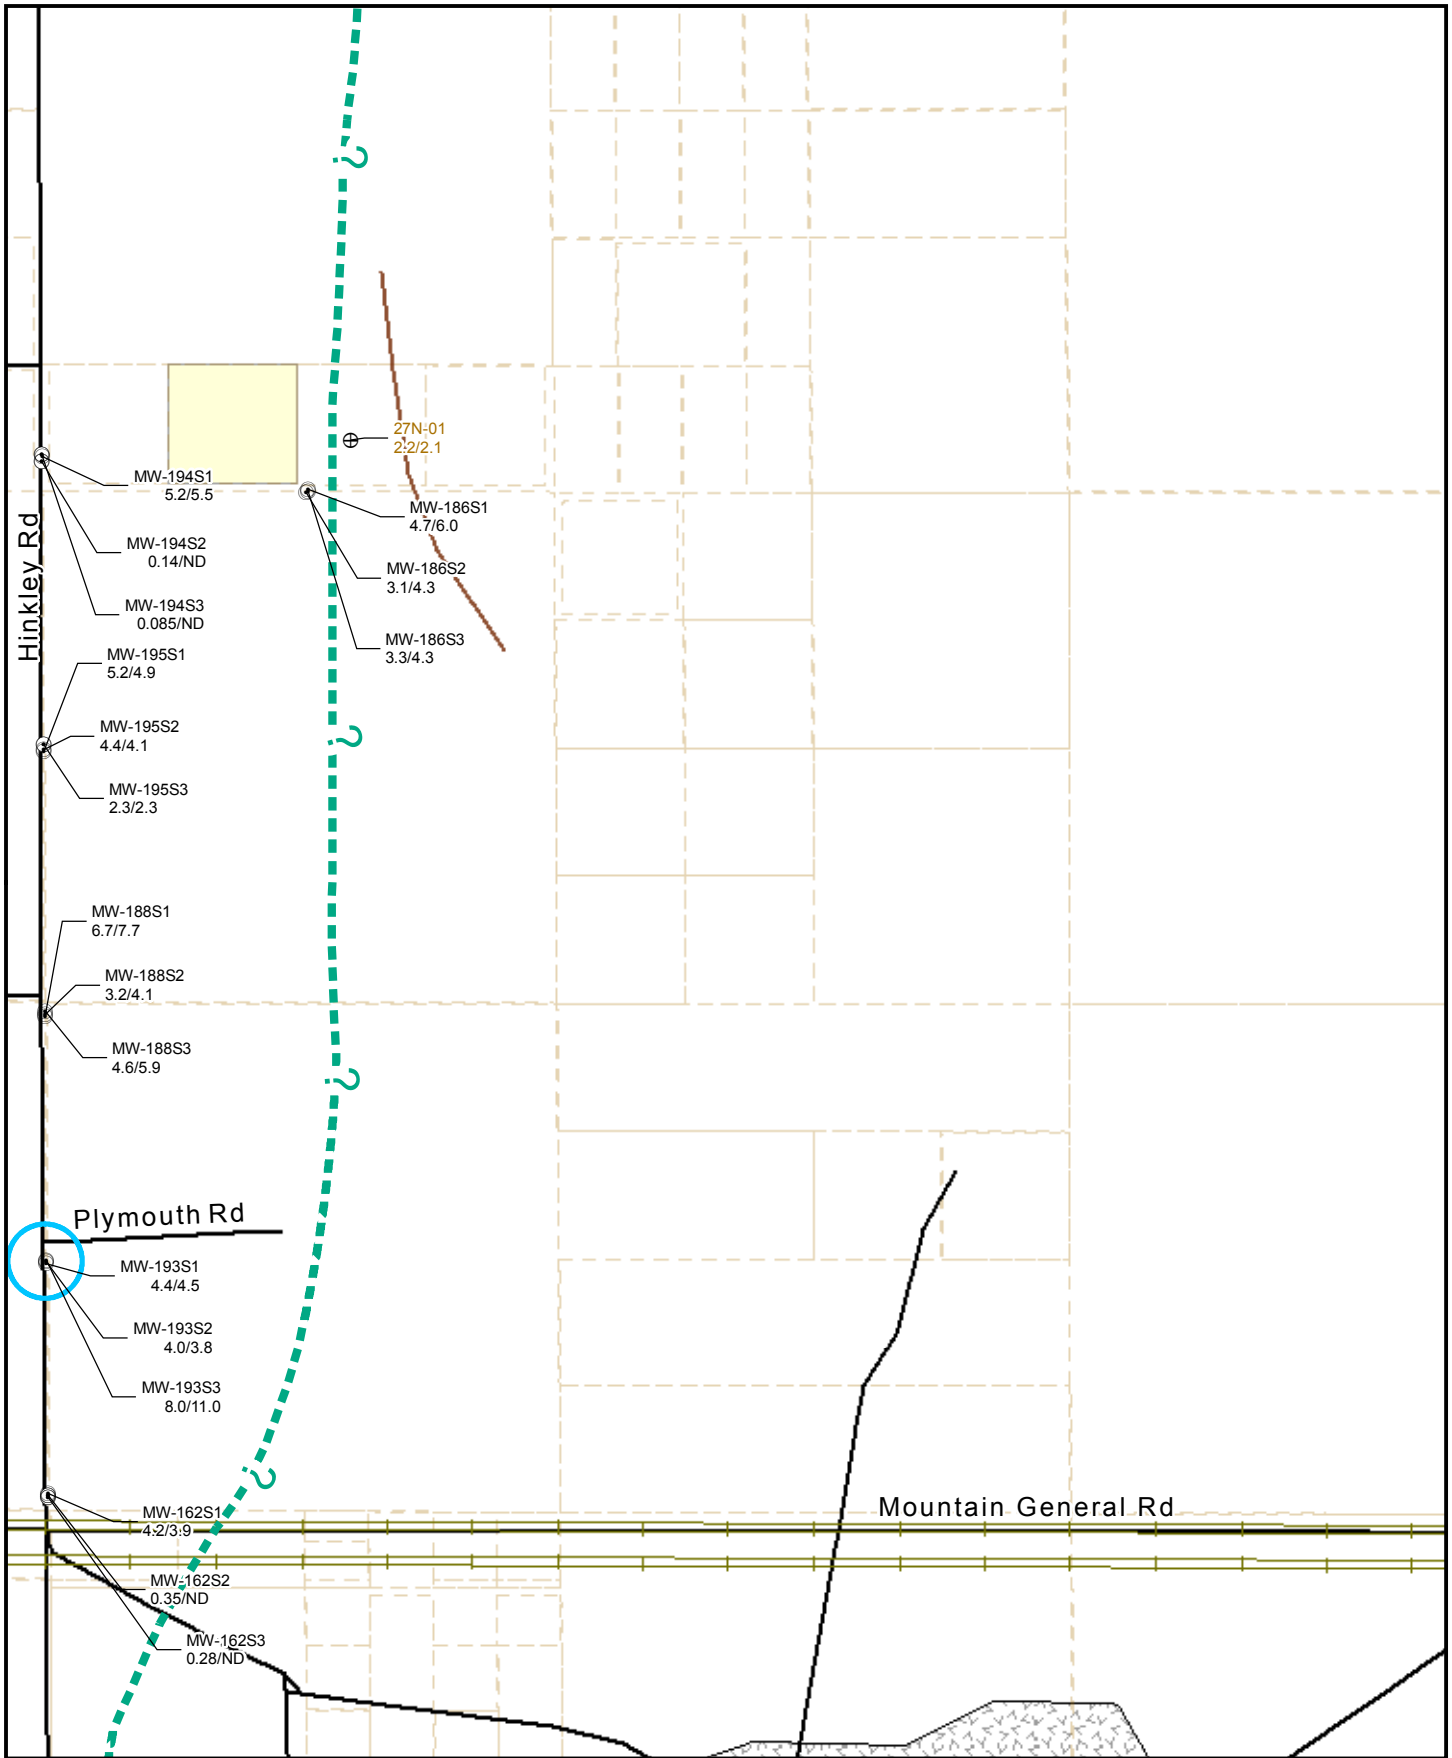 ?
27N-01
2.2/2.1
MW-194S1
5.2/5.5
MW-186S1
4.7/6.0
Hinkley Rd
MW-194S2
0.14/ND
MW-186S2
3.1/4.3
MW-194S3
0.085/ND
MW-186S3
3.3/4.3
MW-195S1
5.2/4.9
MW-195S2
4.4/4.1
?
MW-195S3
2.3/2.3
MW-188S1
6.7/7.7
MW-188S2
3.2/4.1
MW-188S3
4.6/5.9
?
Plymouth Rd
MW-193S1
4.4/4.5
MW-193S2
4.0/3.8
MW-193S3
8.0/11.0
?
Mountain General Rd
MW-162S1
4.2/3.9
MW-162S2
0.35/ND
MW-162S3
0.28/ND